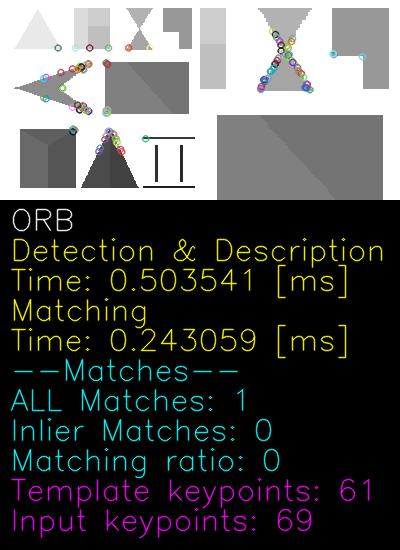 ORB
Detection & Description
Time: 0.503541 [ms]
Matching
Time: 0.243059 [ms]
--Matches--
ALL Matches: 1
Inlier Matches: 0
Matching ratio: 0
Template keypoints: 61
Input keypoints: 69